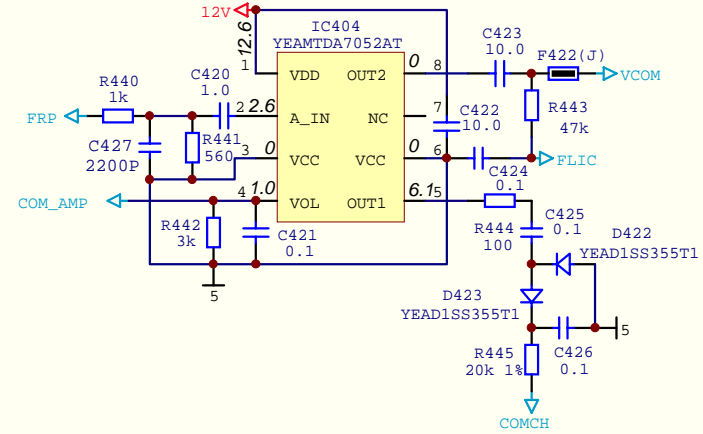 12V
IC404
YEAMTDA7052AT
12.6
1
VDD
OUT2
0
8
C423
10.0
F422(J)
VCOM
R440
1k
C420
1.0
FRP
2
2.6
A_IN
NC
7
C422
10.0
R443
47k
C427
2200P
R441
560
3
0
VCC
VCC
0
6
FLIC
C424
0.1
COM_AMP
4
1.0
VOL
OUT1
6.1
5
R442
3k
C421
0.1
R444
100
C425
0.1
D422
YEAD1SS355T1
5
D423
YEAD1SS355T1
5
R445
20k 1%
C426
0.1
COMCH